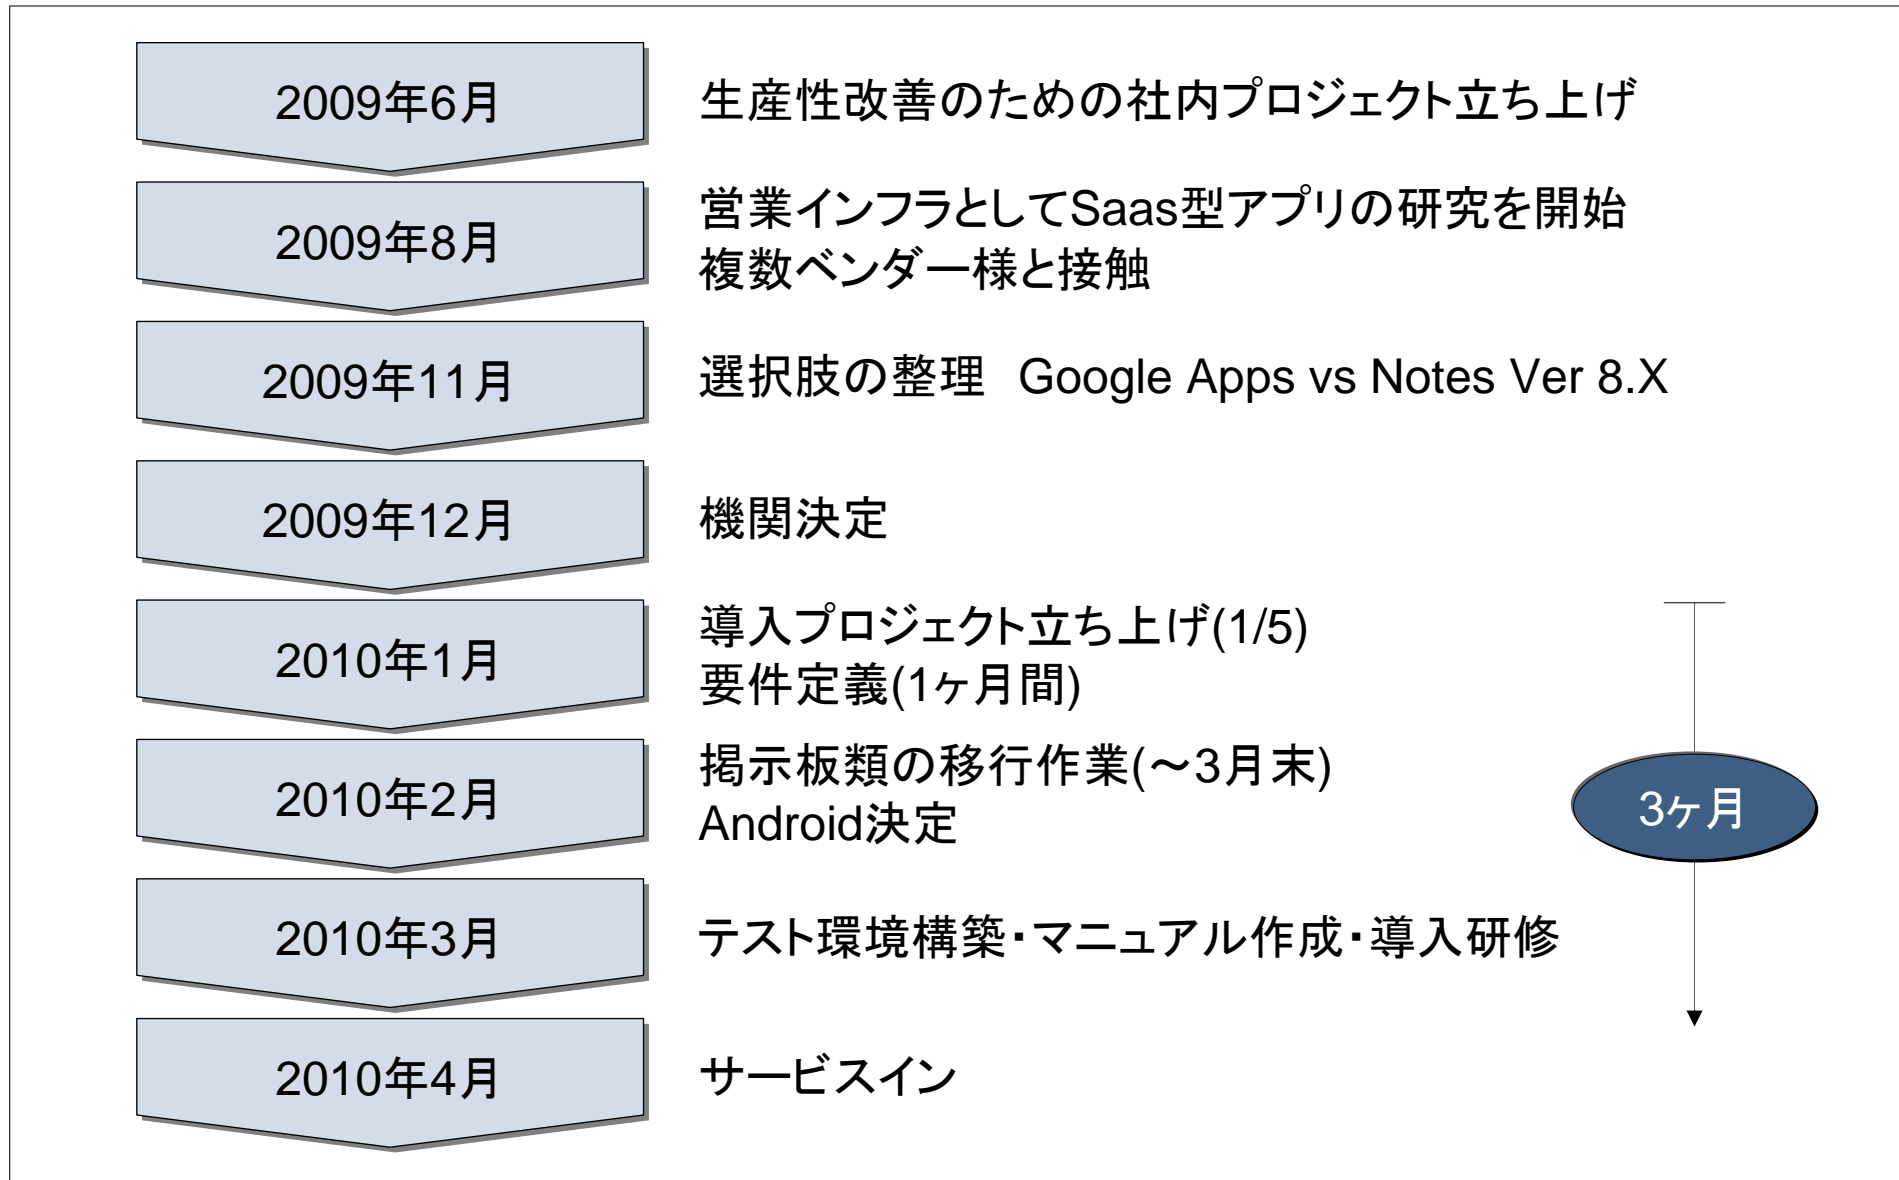 2009年6月
生産性改善のための社内プロジェクト立ち上げ
2009年8月
営業インフラとしてSaas型アプリの研究を開始
複数ベンダー様と接触
2009年11月
選択肢の整理　Google Apps vs Notes Ver 8.X
2009年12月
機関決定
2010年1月
導入プロジェクト立ち上げ(1/5)
要件定義(1ヶ月間)
2010年2月
掲示板類の移行作業(～3月末)
Android決定
3ヶ月
2010年3月
テスト環境構築・マニュアル作成・導入研修
2010年4月
サービスイン